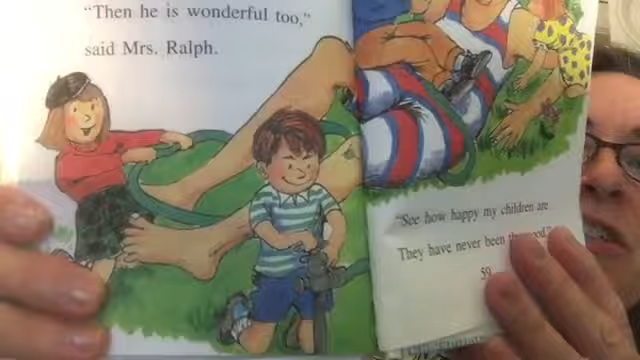 “Then he is wonderful too,”
said Mrs. Ralph.
“See how happy my children are
They have never been good.”
59